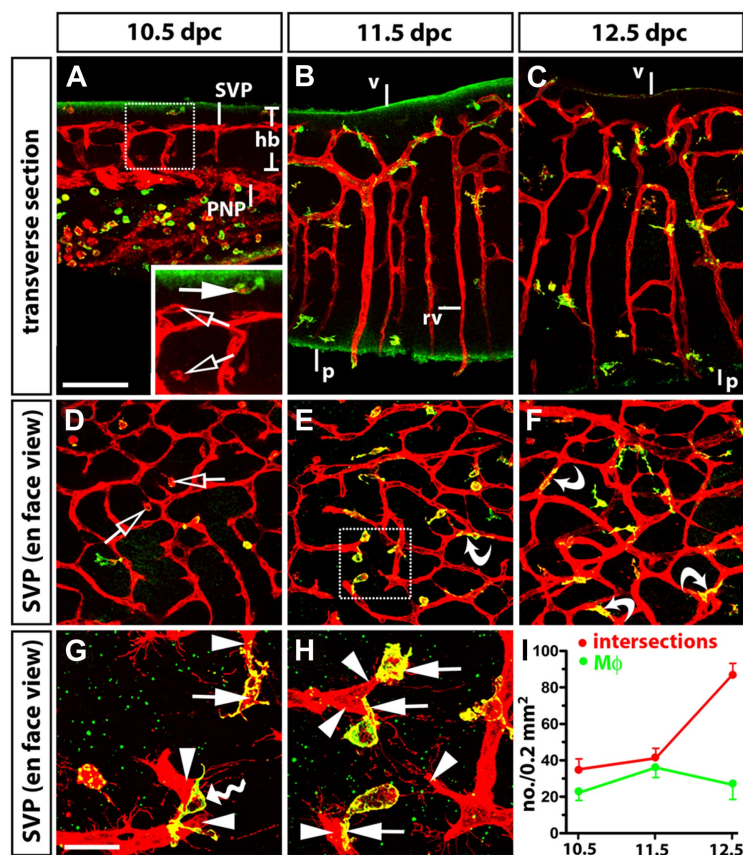 10.5 dpc
11.5 dpc
12.5 dpc
transverse section
A
SVP
hb
PNP
B
v
rv
p
C
v
p
SVP (en face view)
D
E
F
SVP (en face view)
G
H
I
intersections
Mϕ
no./0.2 mm²
100
80
60
40
20
0
10.5
11.5
12.5